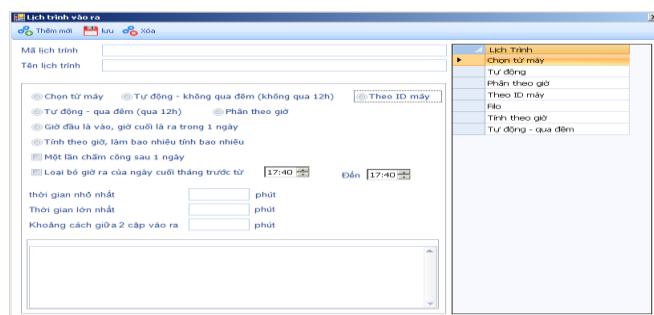 Lịch trình vào ra
Thêm mới lưu Xóa
Mã lịch trình
Tên lịch trình
Chọn từ máy Tự động - không qua đêm (không qua 12h) Theo ID máy
Tự động - qua đêm (qua 12h) Phân theo giờ
Giờ đầu là vào, giờ cuối là ra trong 1 ngày
Tính theo giờ, làm bao nhiêu tính bao nhiêu
Một lần chấm công sau 1 ngày
Loại bỏ giờ ra của ngày cuối tháng trước từ 17:40 Đến 17:40
thời gian nhỏ nhất phút
Thời gian lớn nhất phút
Khoảng cách giữa 2 cặp vào ra phút
Lịch Trình
Chọn từ máy
Tự động
Phân theo giờ
Theo ID máy
Filo
Tính theo giờ
Tự động - qua đêm